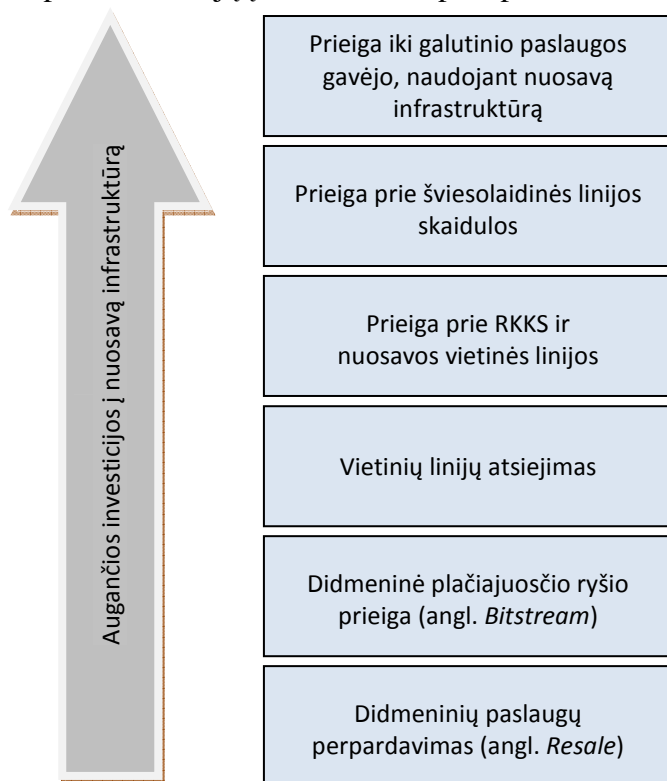 Prieiga iki galutinio paslaugos
gavėjo, naudojant nuosavą
infrastruktūrą
Prieiga prie šviesolaidinės linijos
skaidulos
Prieiga prie RKKS ir
nuosavos vietinės linijos
Vietinių linijų atsiejimas
Didmeninė plačiajuosčio ryšio
prieiga (angl. Bitstream)
Didmeninių paslaugų
perpardavimas (angl. Resale)
Augančios investicijos į nuosavą infrastruktūrą